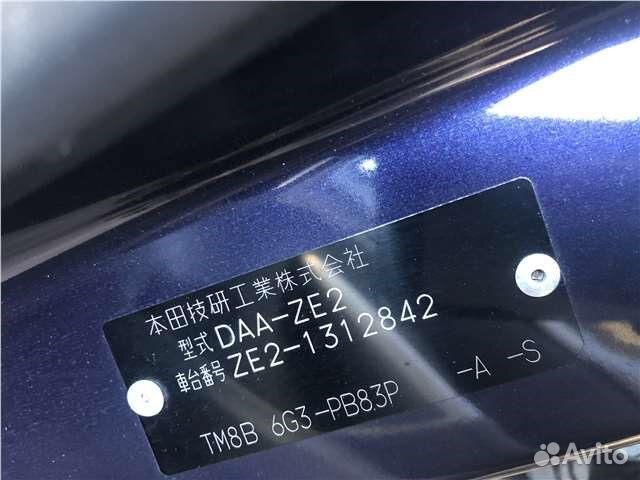 本田技研工業株式会社
型式 DAA-ZE2
車台番号 ZE2-1312842
TM8B 6G3-PB83P -A -S
Avito